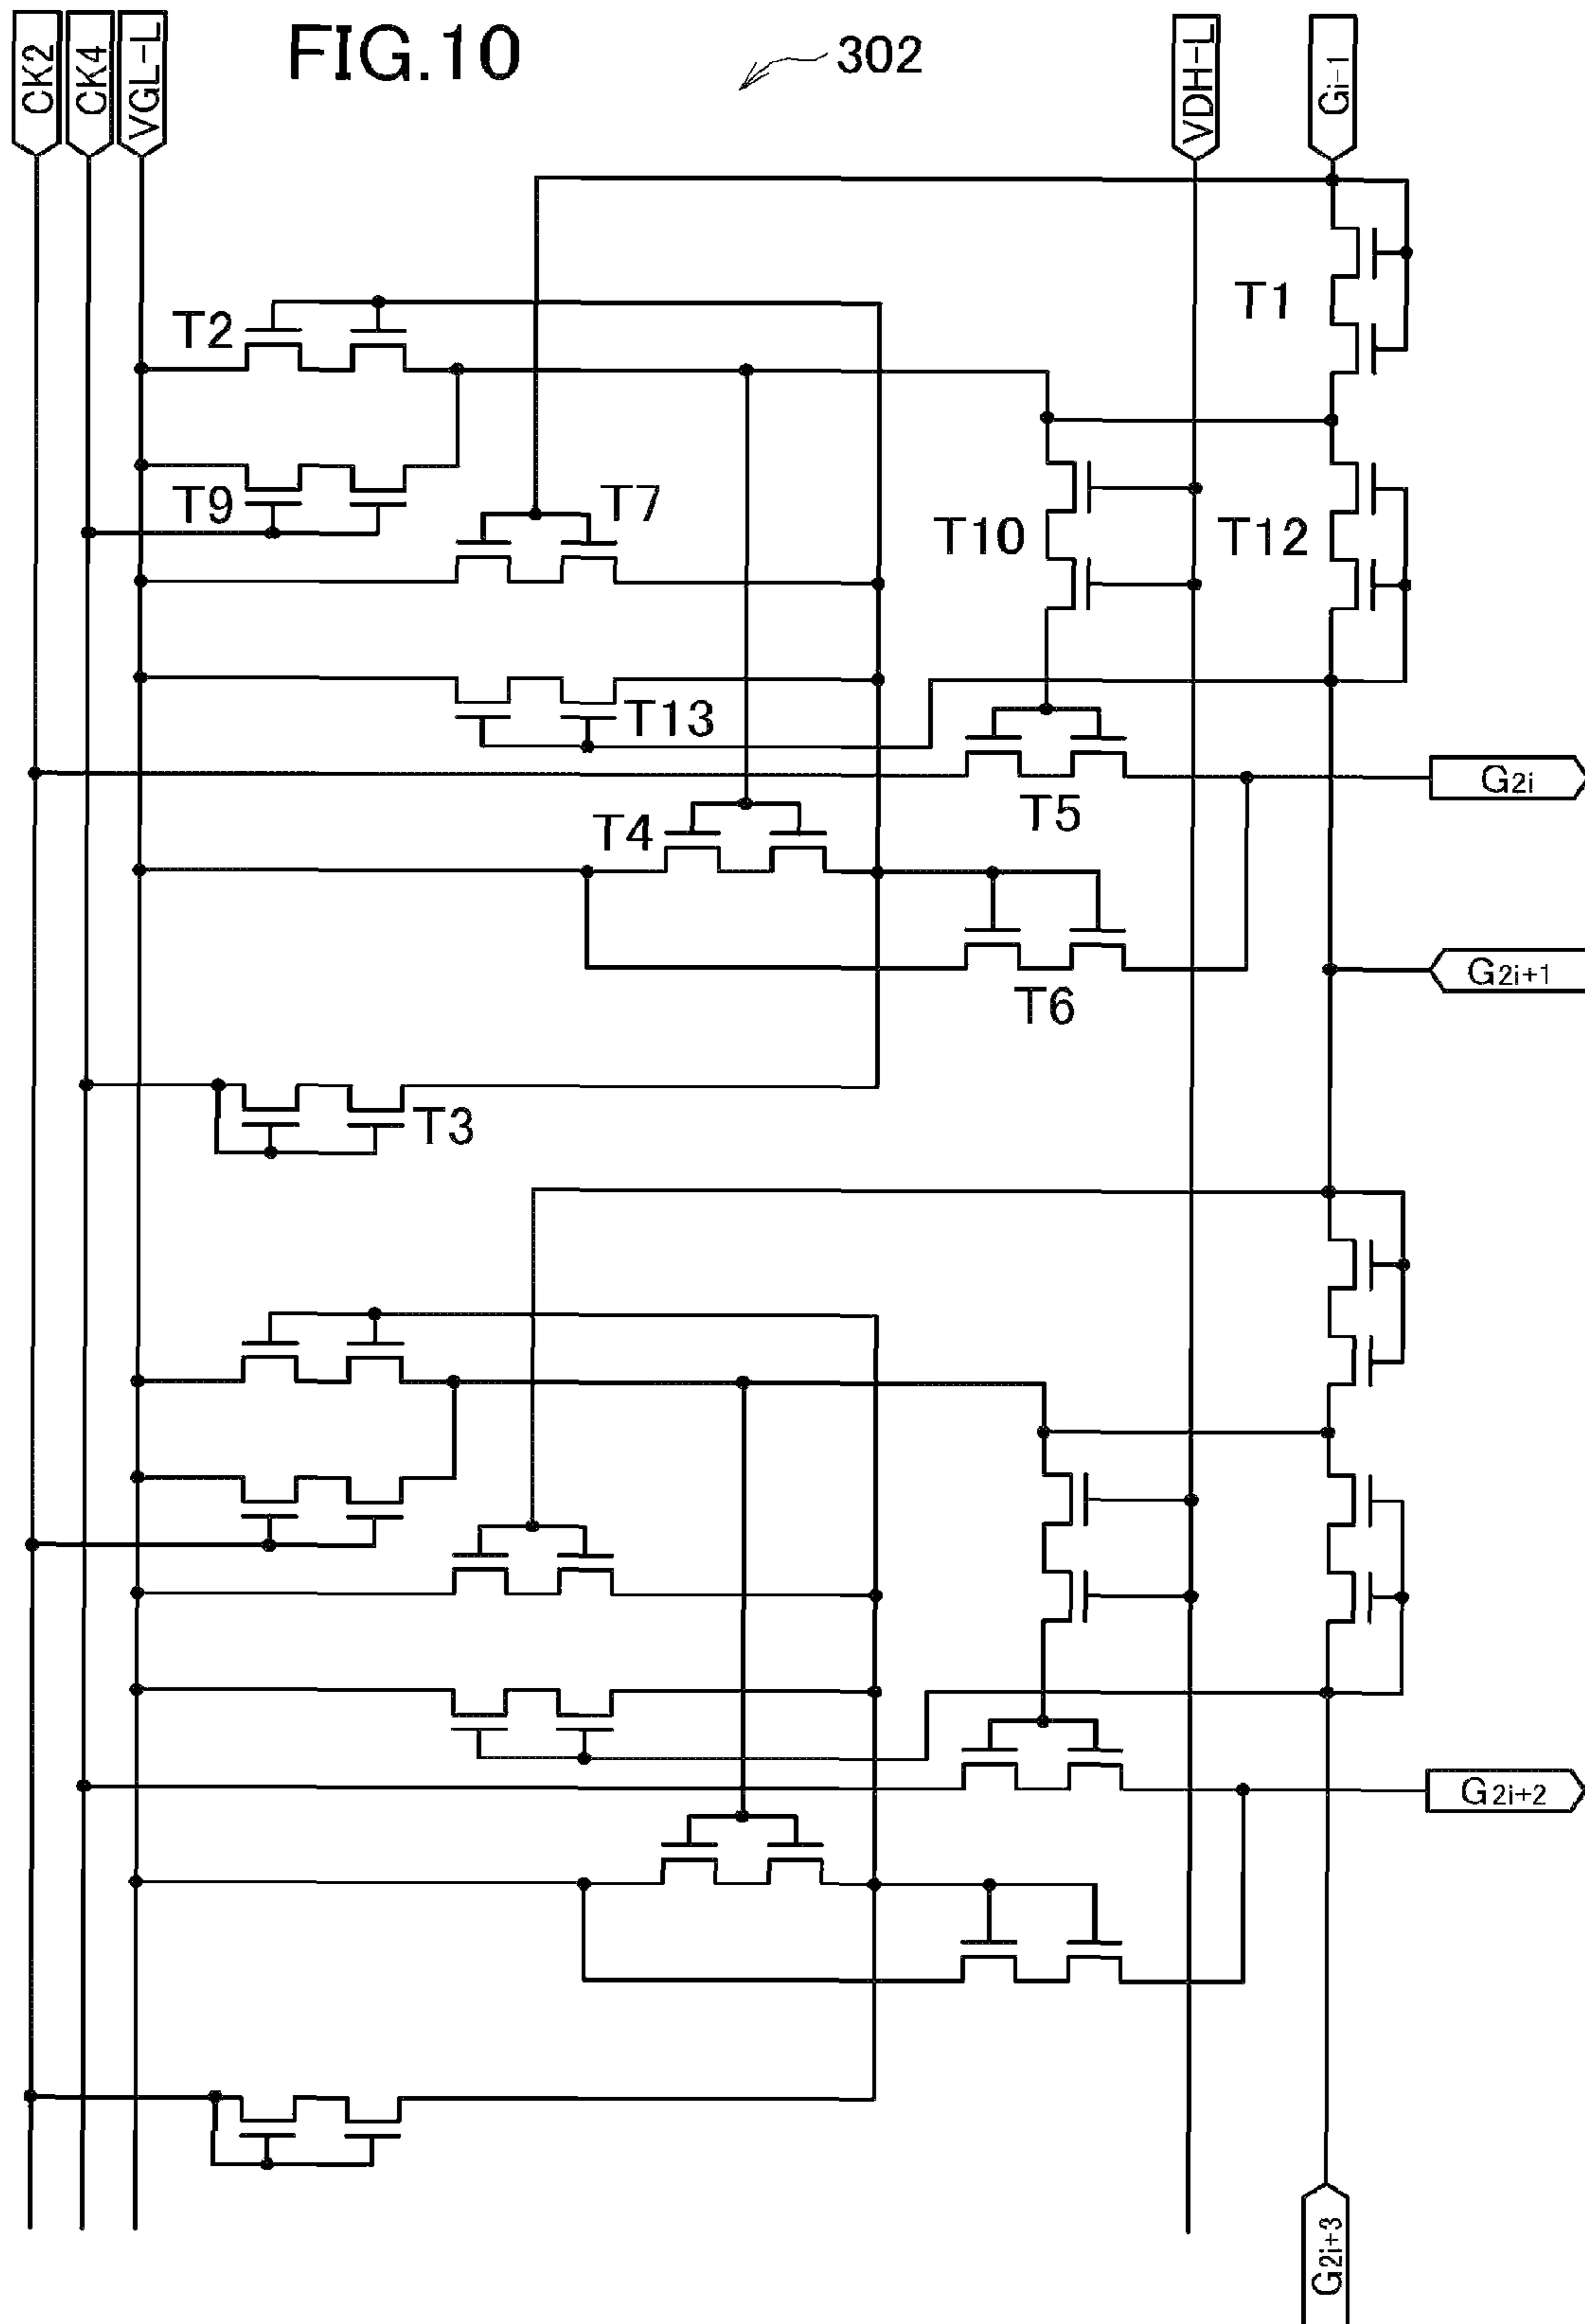 CK2
CK4
VGL-L
FIG.10
302
VDH-L
Gi-1
T1
T2
T9
T7
T10
T12
T13
G2i
T5
T4
G2i+1
T6
T3
G2i+2
G2i+3